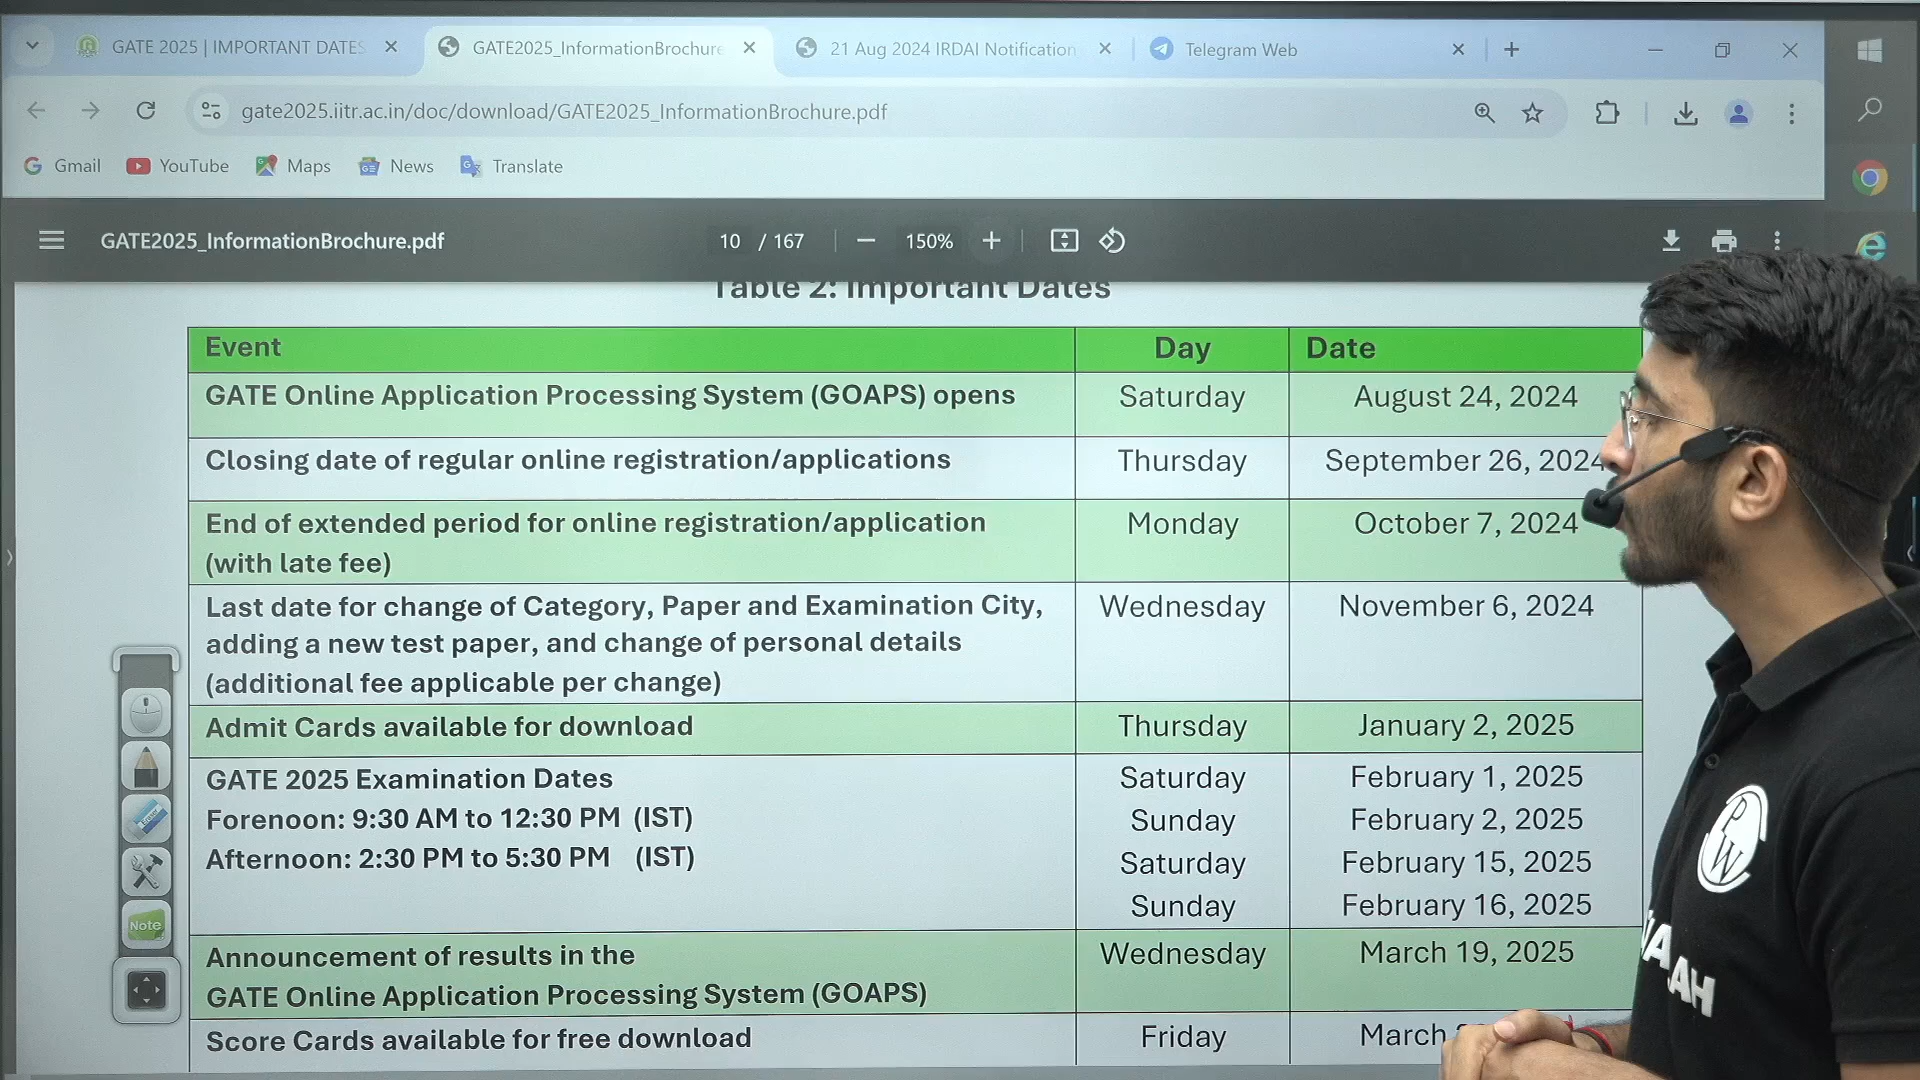 GATE 2025 | IMPORTANT DATES
GATE2025_InformationBrochure
21 Aug 2024 IRDAI Notification
Telegram Web
gate2025.iitr.ac.in/doc/download/GATE2025_InformationBrochure.pdf
Gmail YouTube Maps News Translate
GATE2025_InformationBrochure.pdf 10 / 167 150%
Table 2: Important Dates
Event Day Date
GATE Online Application Processing System (GOAPS) opens Saturday August 24, 2024
Closing date of regular online registration/applications Thursday September 26, 2024
End of extended period for online registration/application Monday October 7, 2024
(with late fee)
Last date for change of Category, Paper and Examination City, Wednesday November 6, 2024
adding a new test paper, and change of personal details
(additional fee applicable per change)
Admit Cards available for download Thursday January 2, 2025
GATE 2025 Examination Dates Saturday February 1, 2025
Forenoon: 9:30 AM to 12:30 PM (IST) Sunday February 2, 2025
Afternoon: 2:30 PM to 5:30 PM (IST) Saturday February 15, 2025
Sunday February 16, 2025
Announcement of results in the Wednesday March 19, 2025
GATE Online Application Processing System (GOAPS)
Score Cards available for free download Friday March
Note
PW